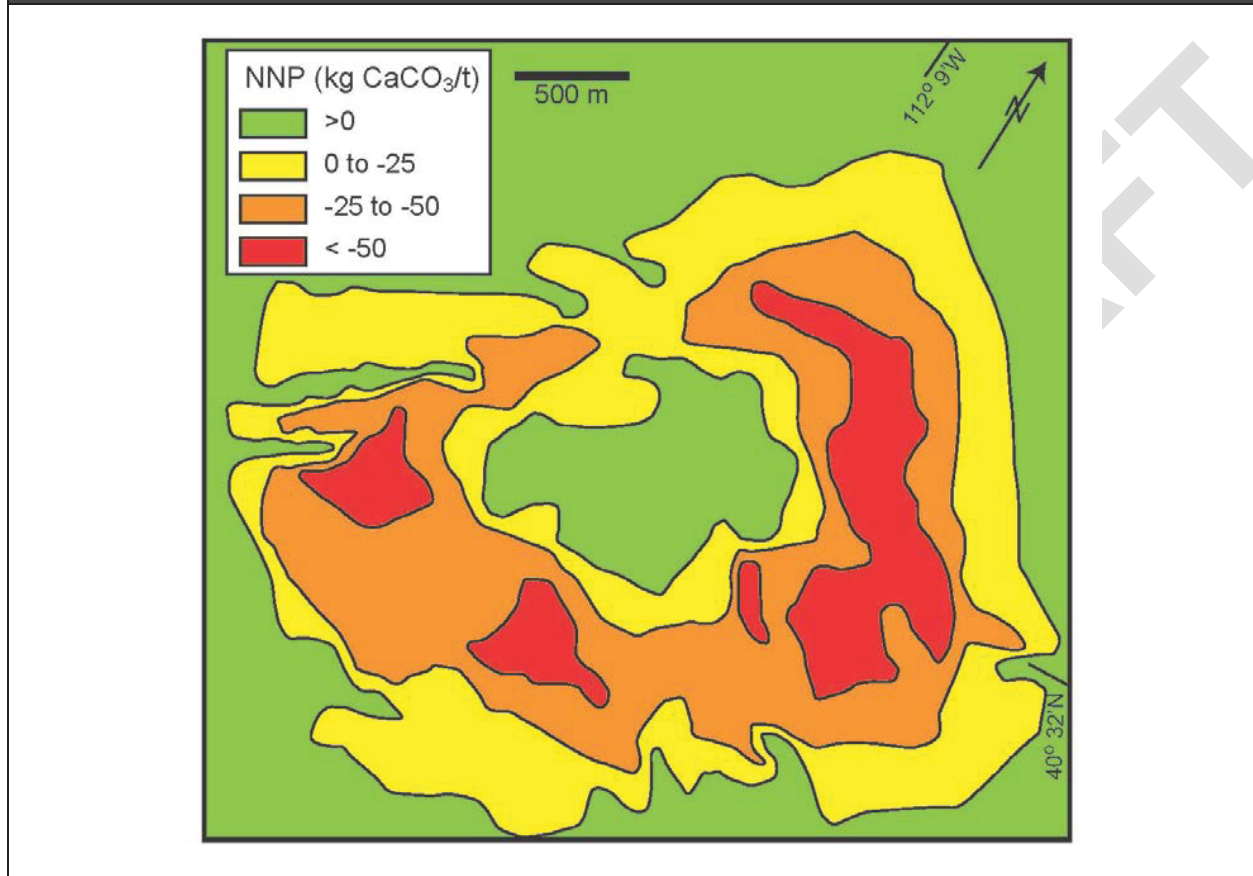 NNP (kg CaCO₃/t)
>0
0 to -25
-25 to -50
< -50
500 m
112° 9'W
N
40° 32'N